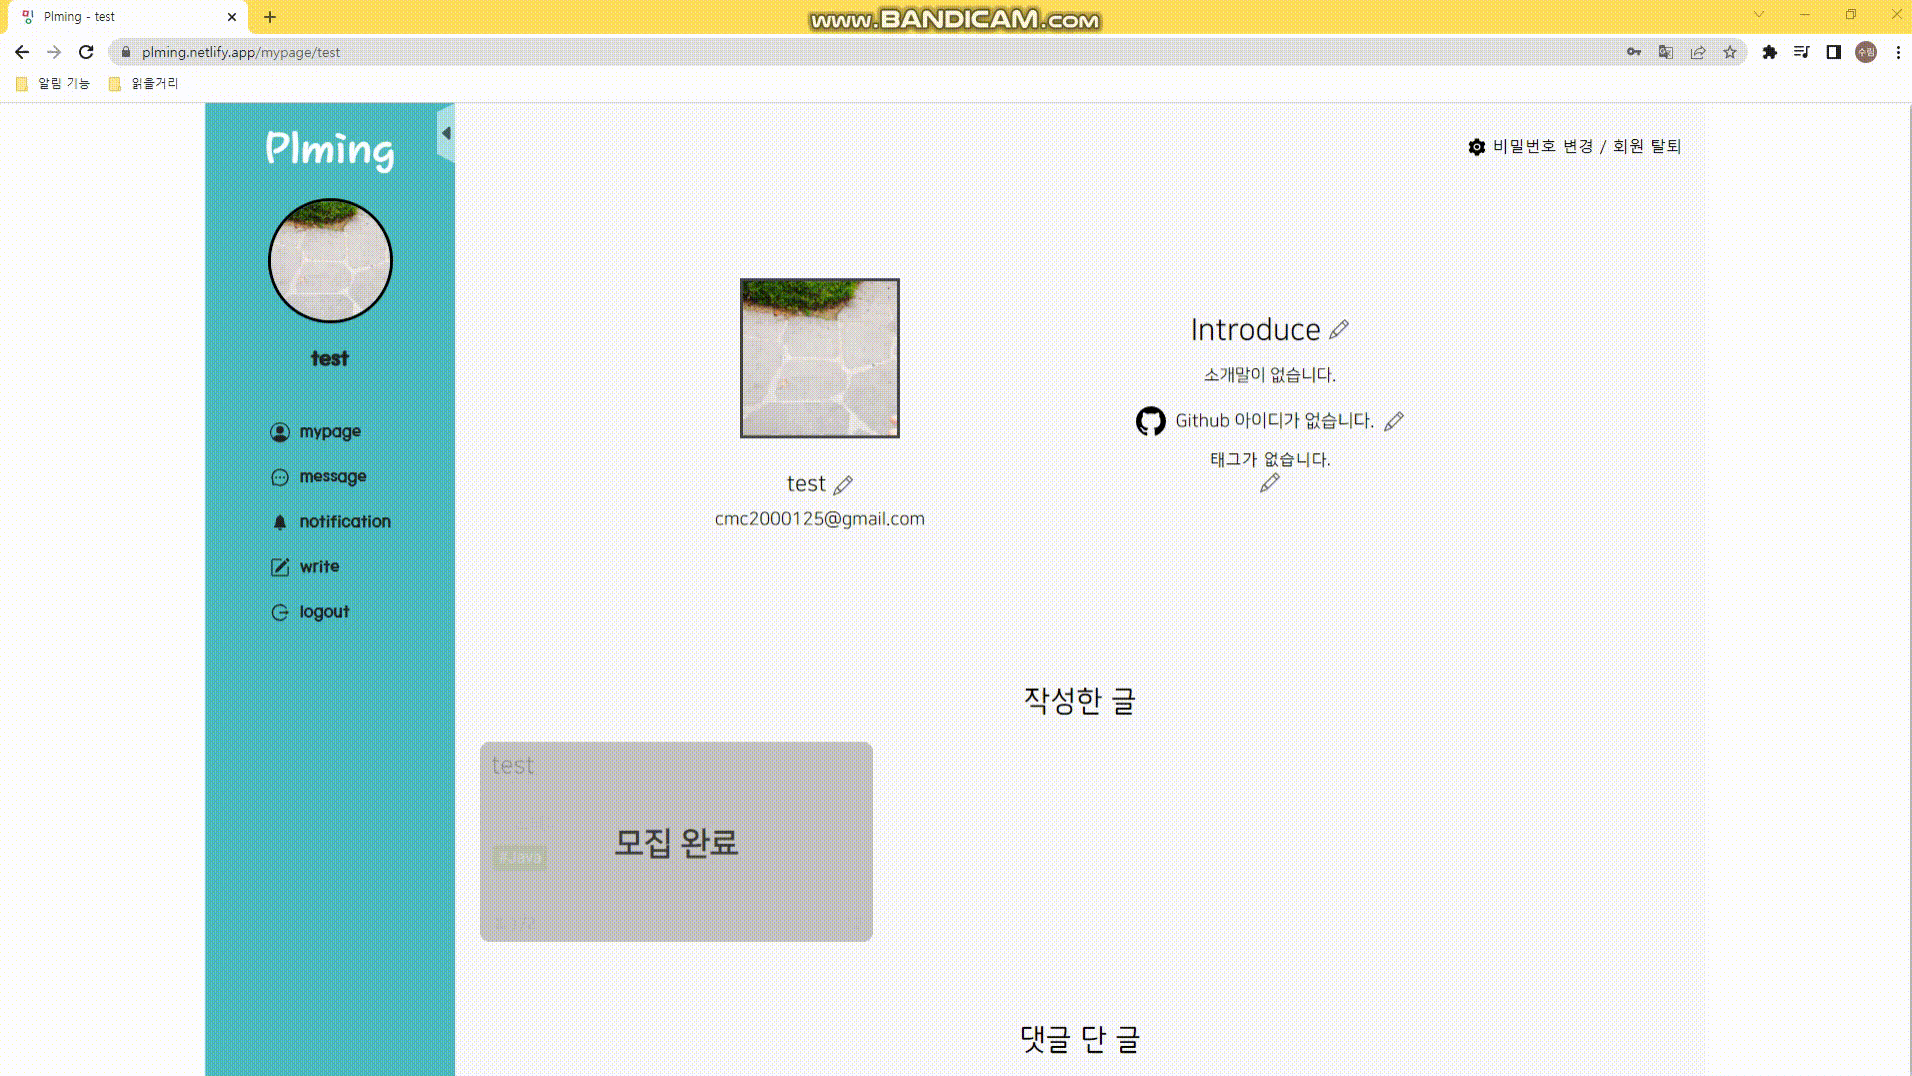 Plming - test
www.BANDICAM.com
plming.netlify.app/mypage/test
수림
알림 기능
읽을거리
Plming
test
mypage
message
notification
write
logout
비밀번호 변경 / 회원 탈퇴
test
cmc2000125@gmail.com
Introduce
소개말이 없습니다.
Github 아이디가 없습니다.
태그가 없습니다.
작성한 글
test
모집 완료
#Java
댓글 단 글